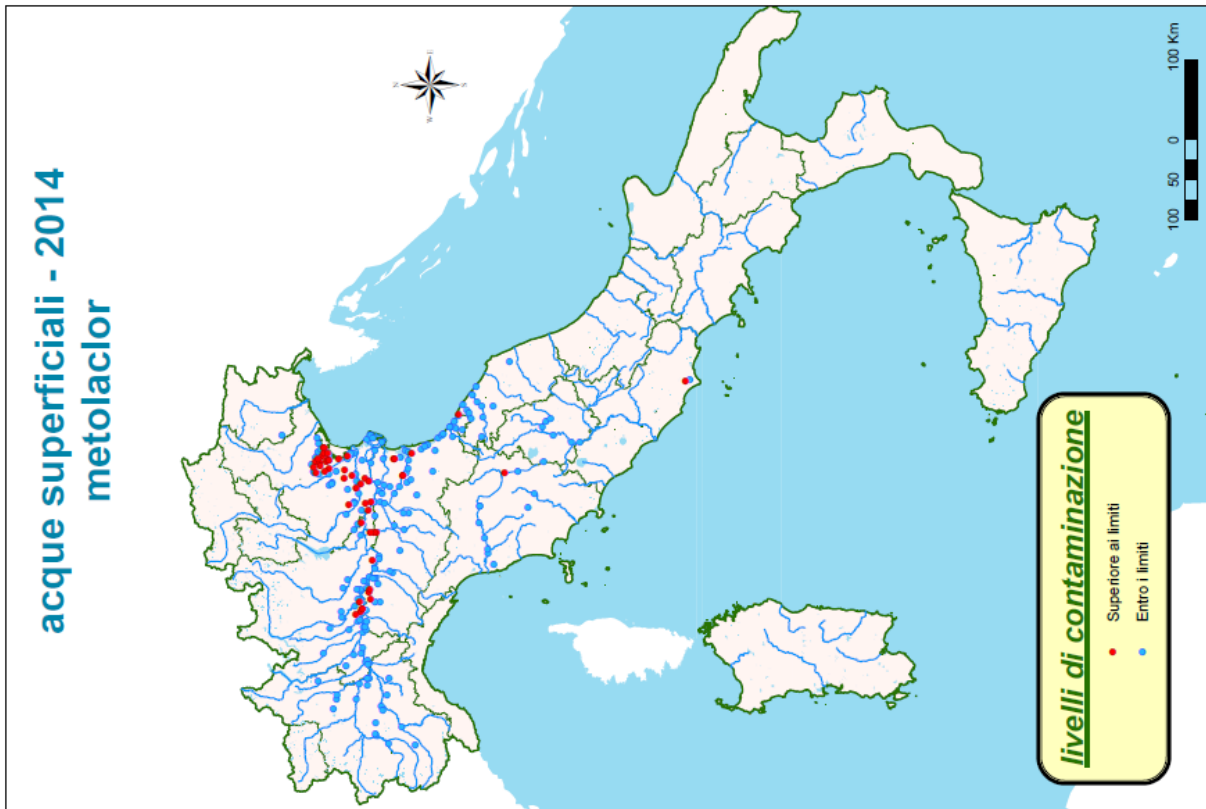 acque superficiali - 2014
metolaclor
N
E
S
W
livelli di contaminazione
Superiore ai limiti
Entro i limiti
100 50 0 100 Km